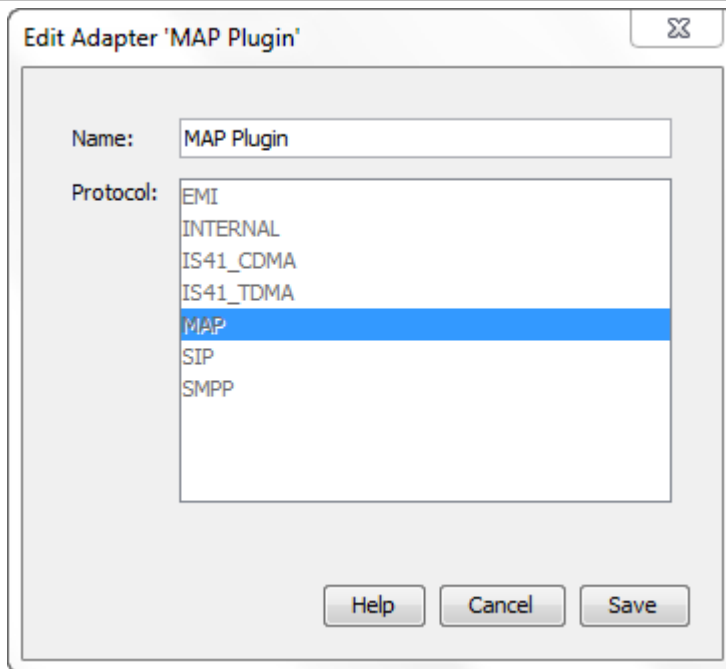 Edit Adapter 'MAP Plugin'
Name: MAP Plugin
Protocol: EMI
INTERNAL
IS41_CDMA
IS41_TDMA
MAP
SIP
SMPP
Help Cancel Save